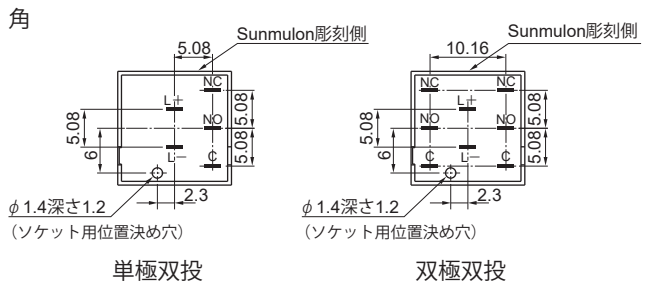 角
Sunmulon彫刻側
5.08
NC
L+
5.08
5.08
NO
6
5.08
L−
C
2.3
φ1.4深さ1.2
（ソケット用位置決め穴）
単極双投
Sunmulon彫刻側
10.16
NC
NC
L+
5.08
5.08
NO
NO
6
5.08
C
L−
C
2.3
φ1.4深さ1.2
（ソケット用位置決め穴）
双極双投